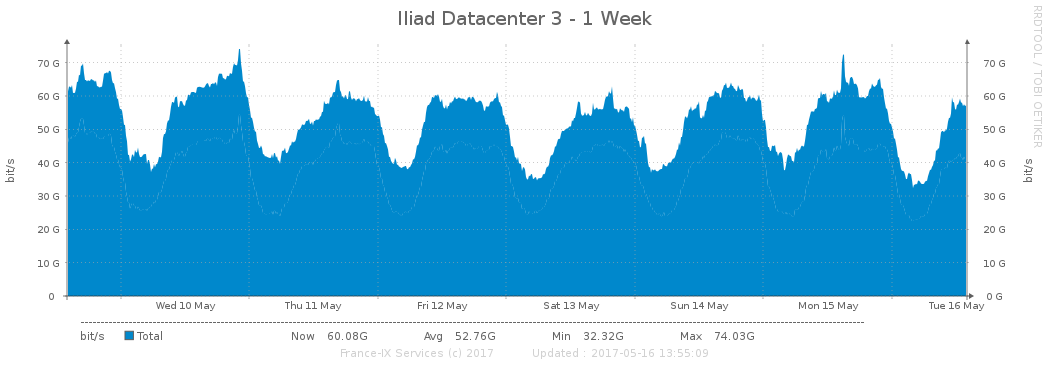 Iliad Datacenter 3 - 1 Week
RRDTOOL / TOBI OETIKER
70 G 70 G
60 G 60 G
50 G 50 G
40 G 40 G
30 G 30 G
20 G 20 G
10 G 10 G
0 0 G
bit/s bit/s
Wed 10 May Thu 11 May Fri 12 May Sat 13 May Sun 14 May Mon 15 May Tue 16 May
bit/s Total Now 60.08G Avg 52.76G Min 32.32G Max 74.03G
France-IX Services (c) 2017 Updated : 2017-05-16 13:55:09